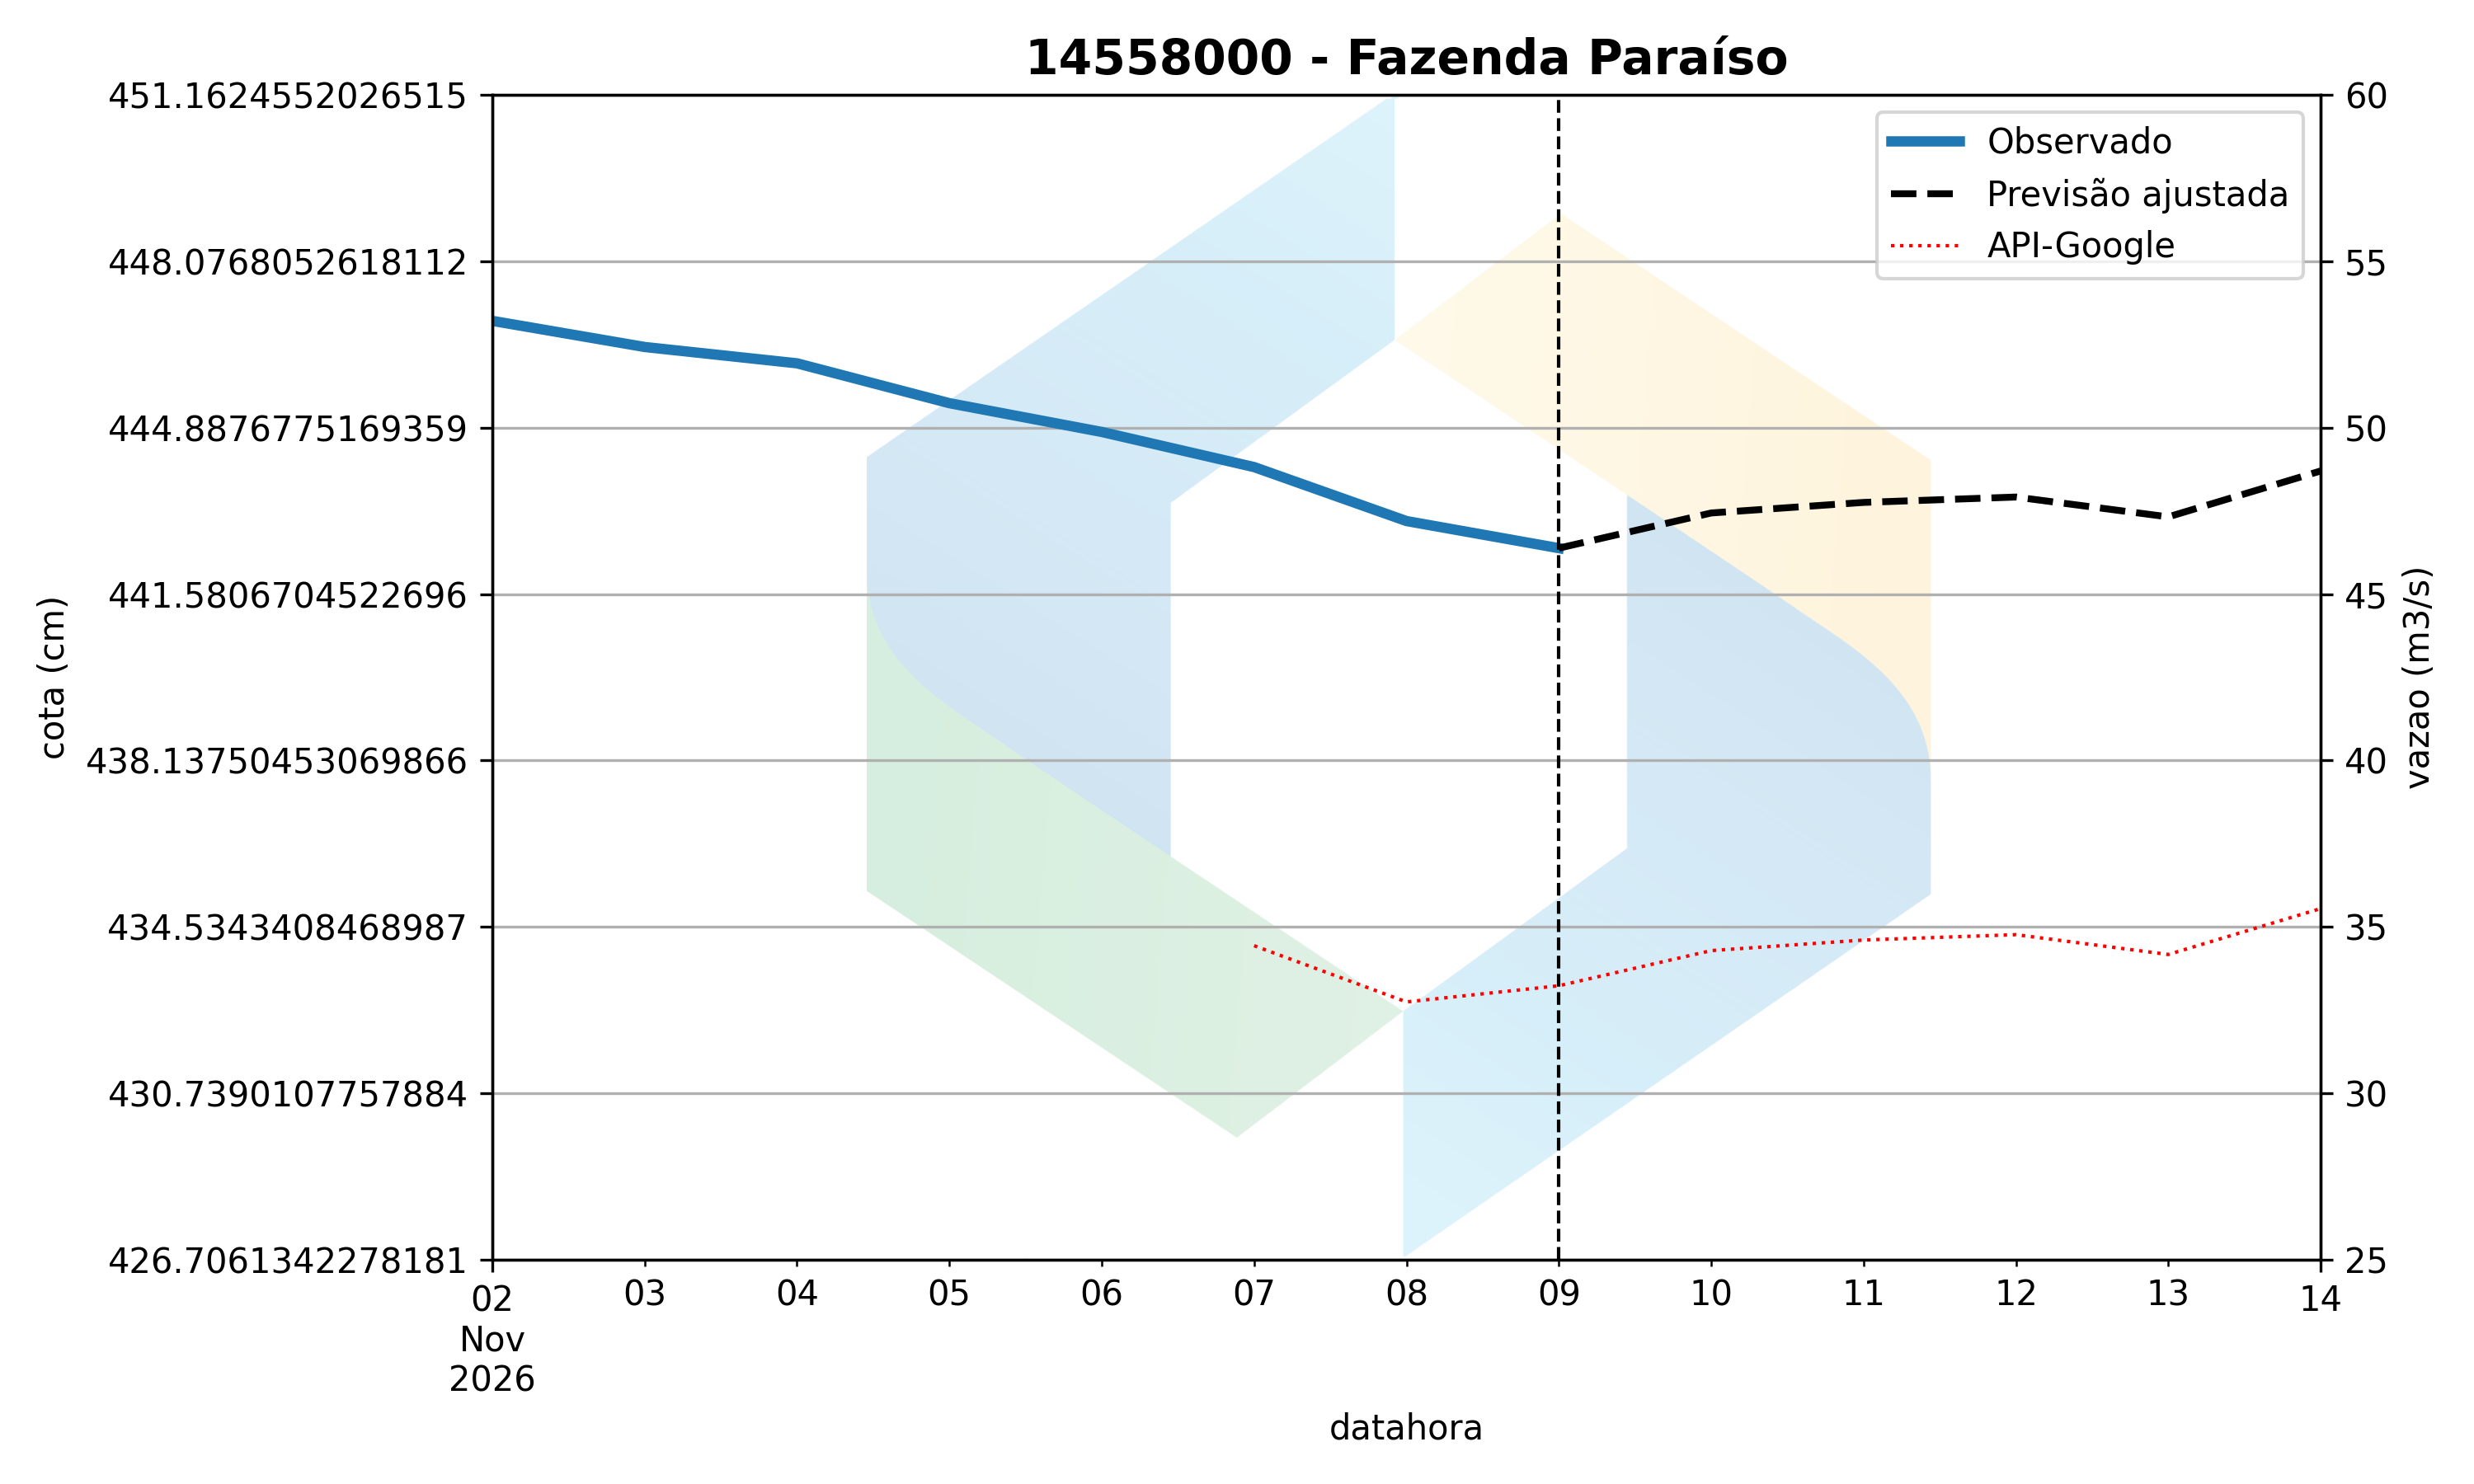 14558000 - Fazenda Paraíso
451.1624552026515
448.0768052618112
444.8876775169359
441.5806704522696
438.13750453069866
434.5343408468987
430.7390107757884
426.7061342278181
cota (cm)
60
55
50
45
40
35
30
25
vazao (m3/s)
Observado
Previsão ajustada
API-Google
02 03 04 05 06 07 08 09 10 11 12 13 14
Nov
2026
datahora